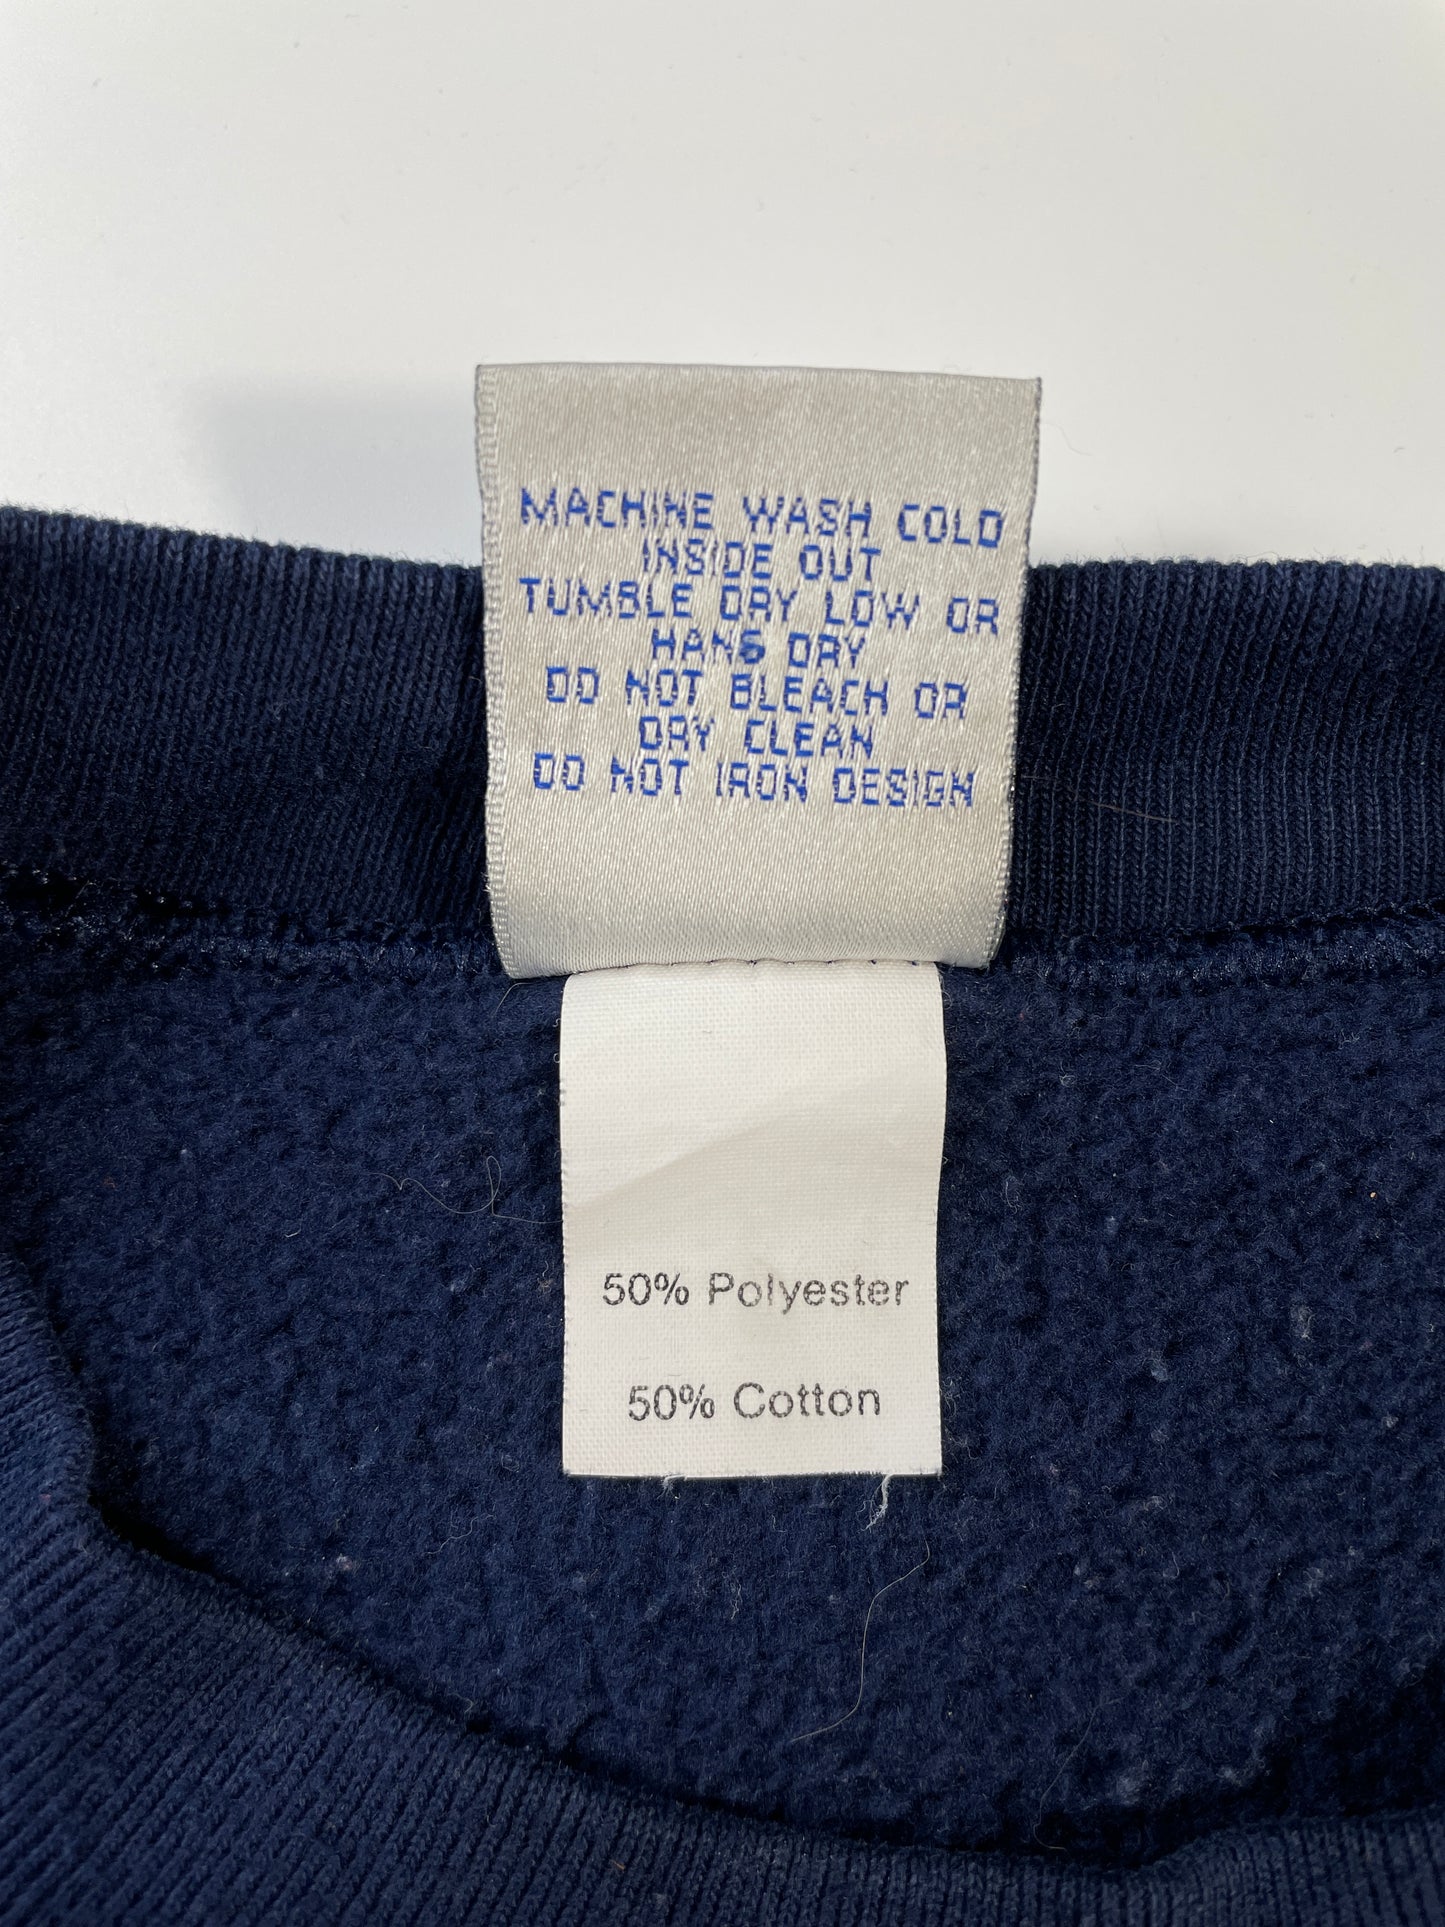 MACHINE WASH COLD
INSIDE OUT
TUMBLE DRY LOW OR
HANG DRY
DO NOT BLEACH OR
DRY CLEAN
DO NOT IRON DESIGN
50% Polyester
50% Cotton